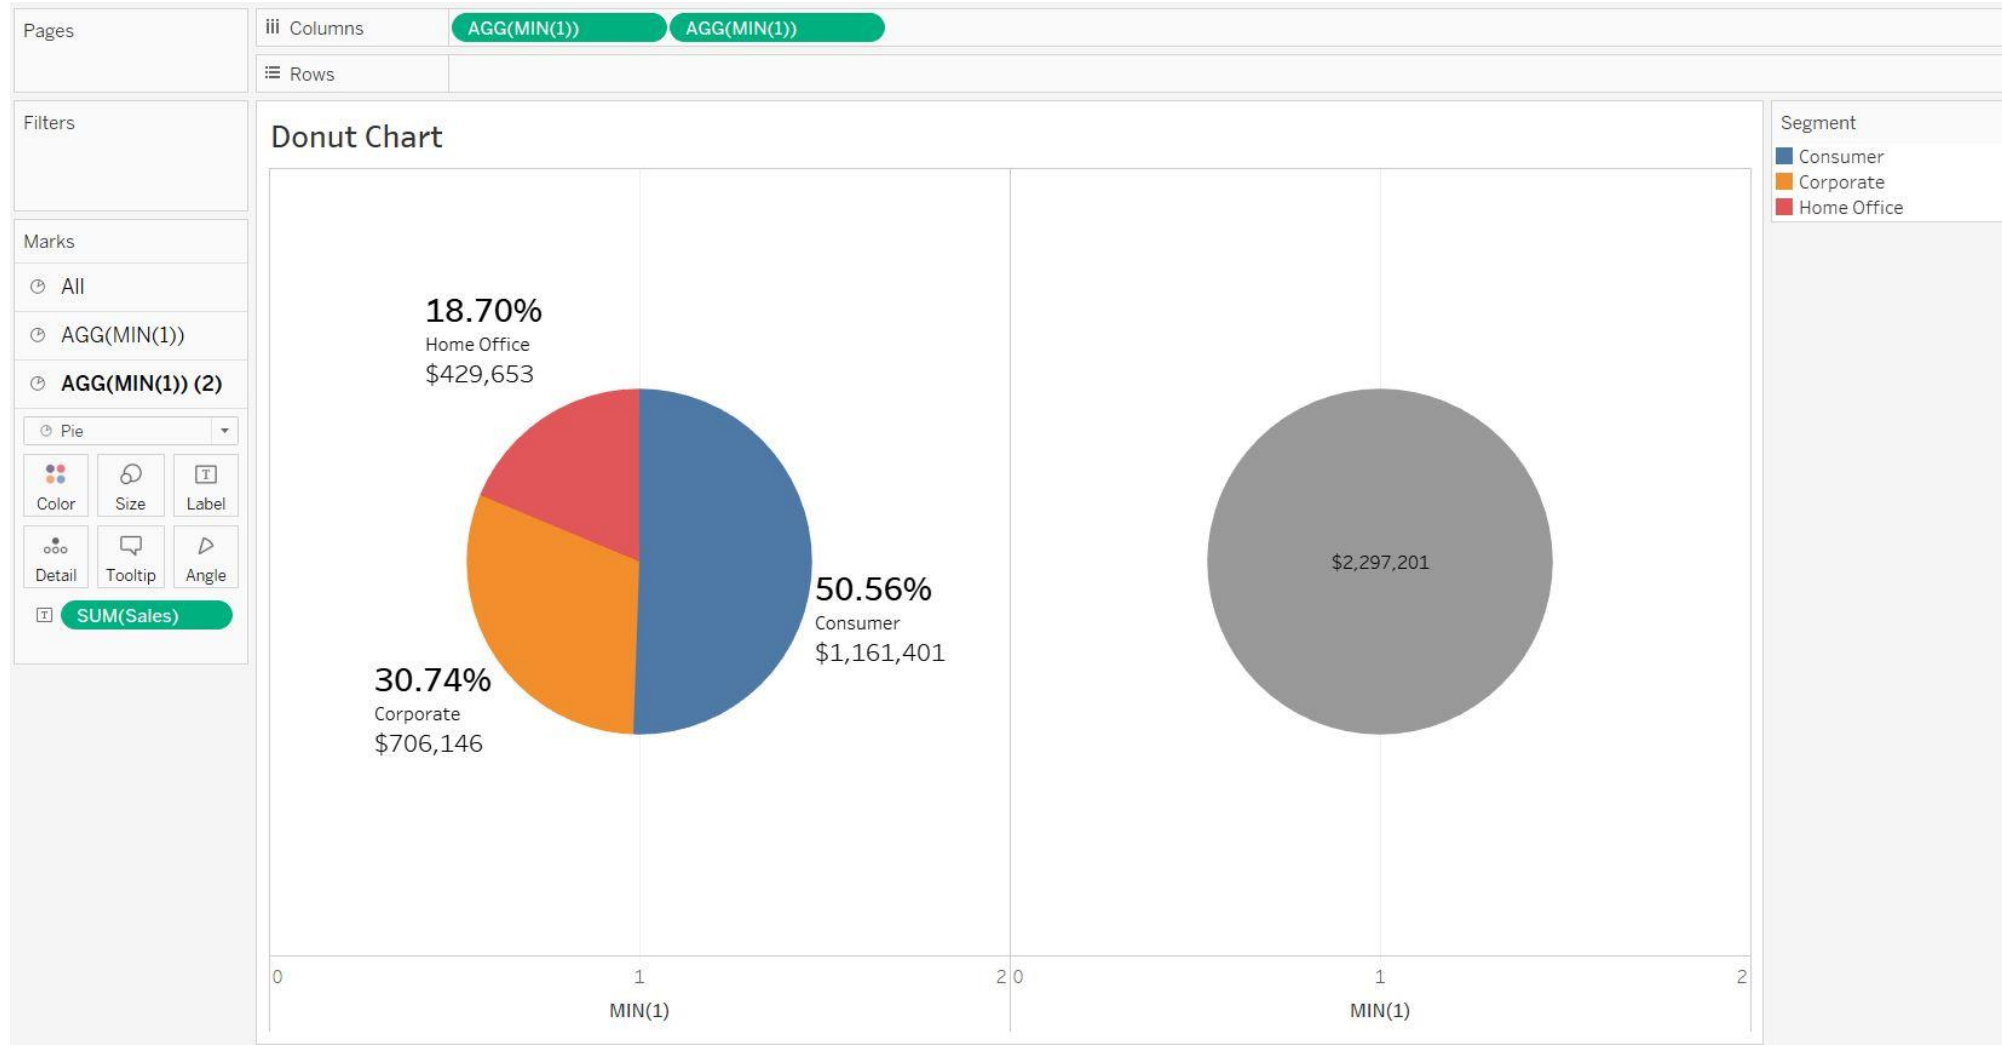 Pages
Columns
AGG(MIN(1))
AGG(MIN(1))
Rows
Filters
Donut Chart
Segment
Consumer
Corporate
Home Office
Marks
All
AGG(MIN(1))
AGG(MIN(1)) (2)
Pie
Color
Size
T
Label
Detail
Tooltip
Angle
T
SUM(Sales)
18.70%
Home Office
$429,653
50.56%
Consumer
$1,161,401
30.74%
Corporate
$706,146
$2,297,201
0
1
2
0
1
2
MIN(1)
MIN(1)